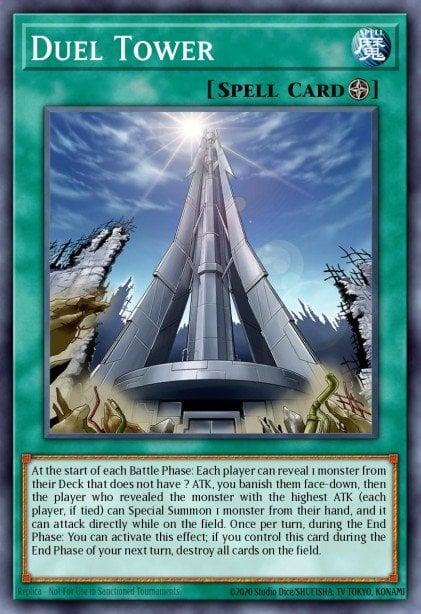 DUEL TOWER
SPELL
魔
[SPELL CARD]
At the start of each Battle Phase: Each player can reveal 1 monster from
their Deck that does not have ? ATK, you banish them face-down, then
the player who revealed the monster with the highest ATK (each
player, if tied) can Special Summon 1 monster from their hand, and it
can attack directly while on the field. Once per turn, during the End
Phase: You can activate this effect; if you control this card during the
End Phase of your next turn, destroy all cards on the field.
Replica - Not For Use in Sanctioned Tournaments
©2020 Studio Dice/SHUEISHA, TV TOKYO, KONAMI